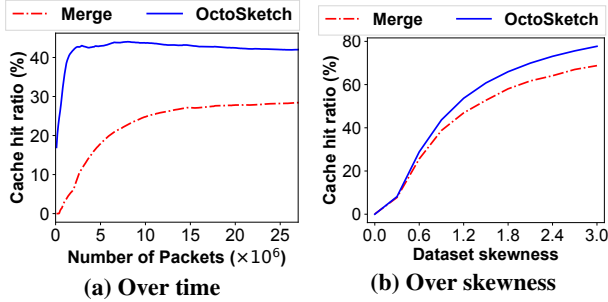 Merge OctoSketch
Cache hit ratio (%)
40
30
20
10
0
0 5 10 15 20 25
Number of Packets (×10⁶)
(a) Over time
Merge OctoSketch
Cache hit ratio (%)
80
60
40
20
0
0.0 0.6 1.2 1.8 2.4 3.0
Dataset skewness
(b) Over skewness